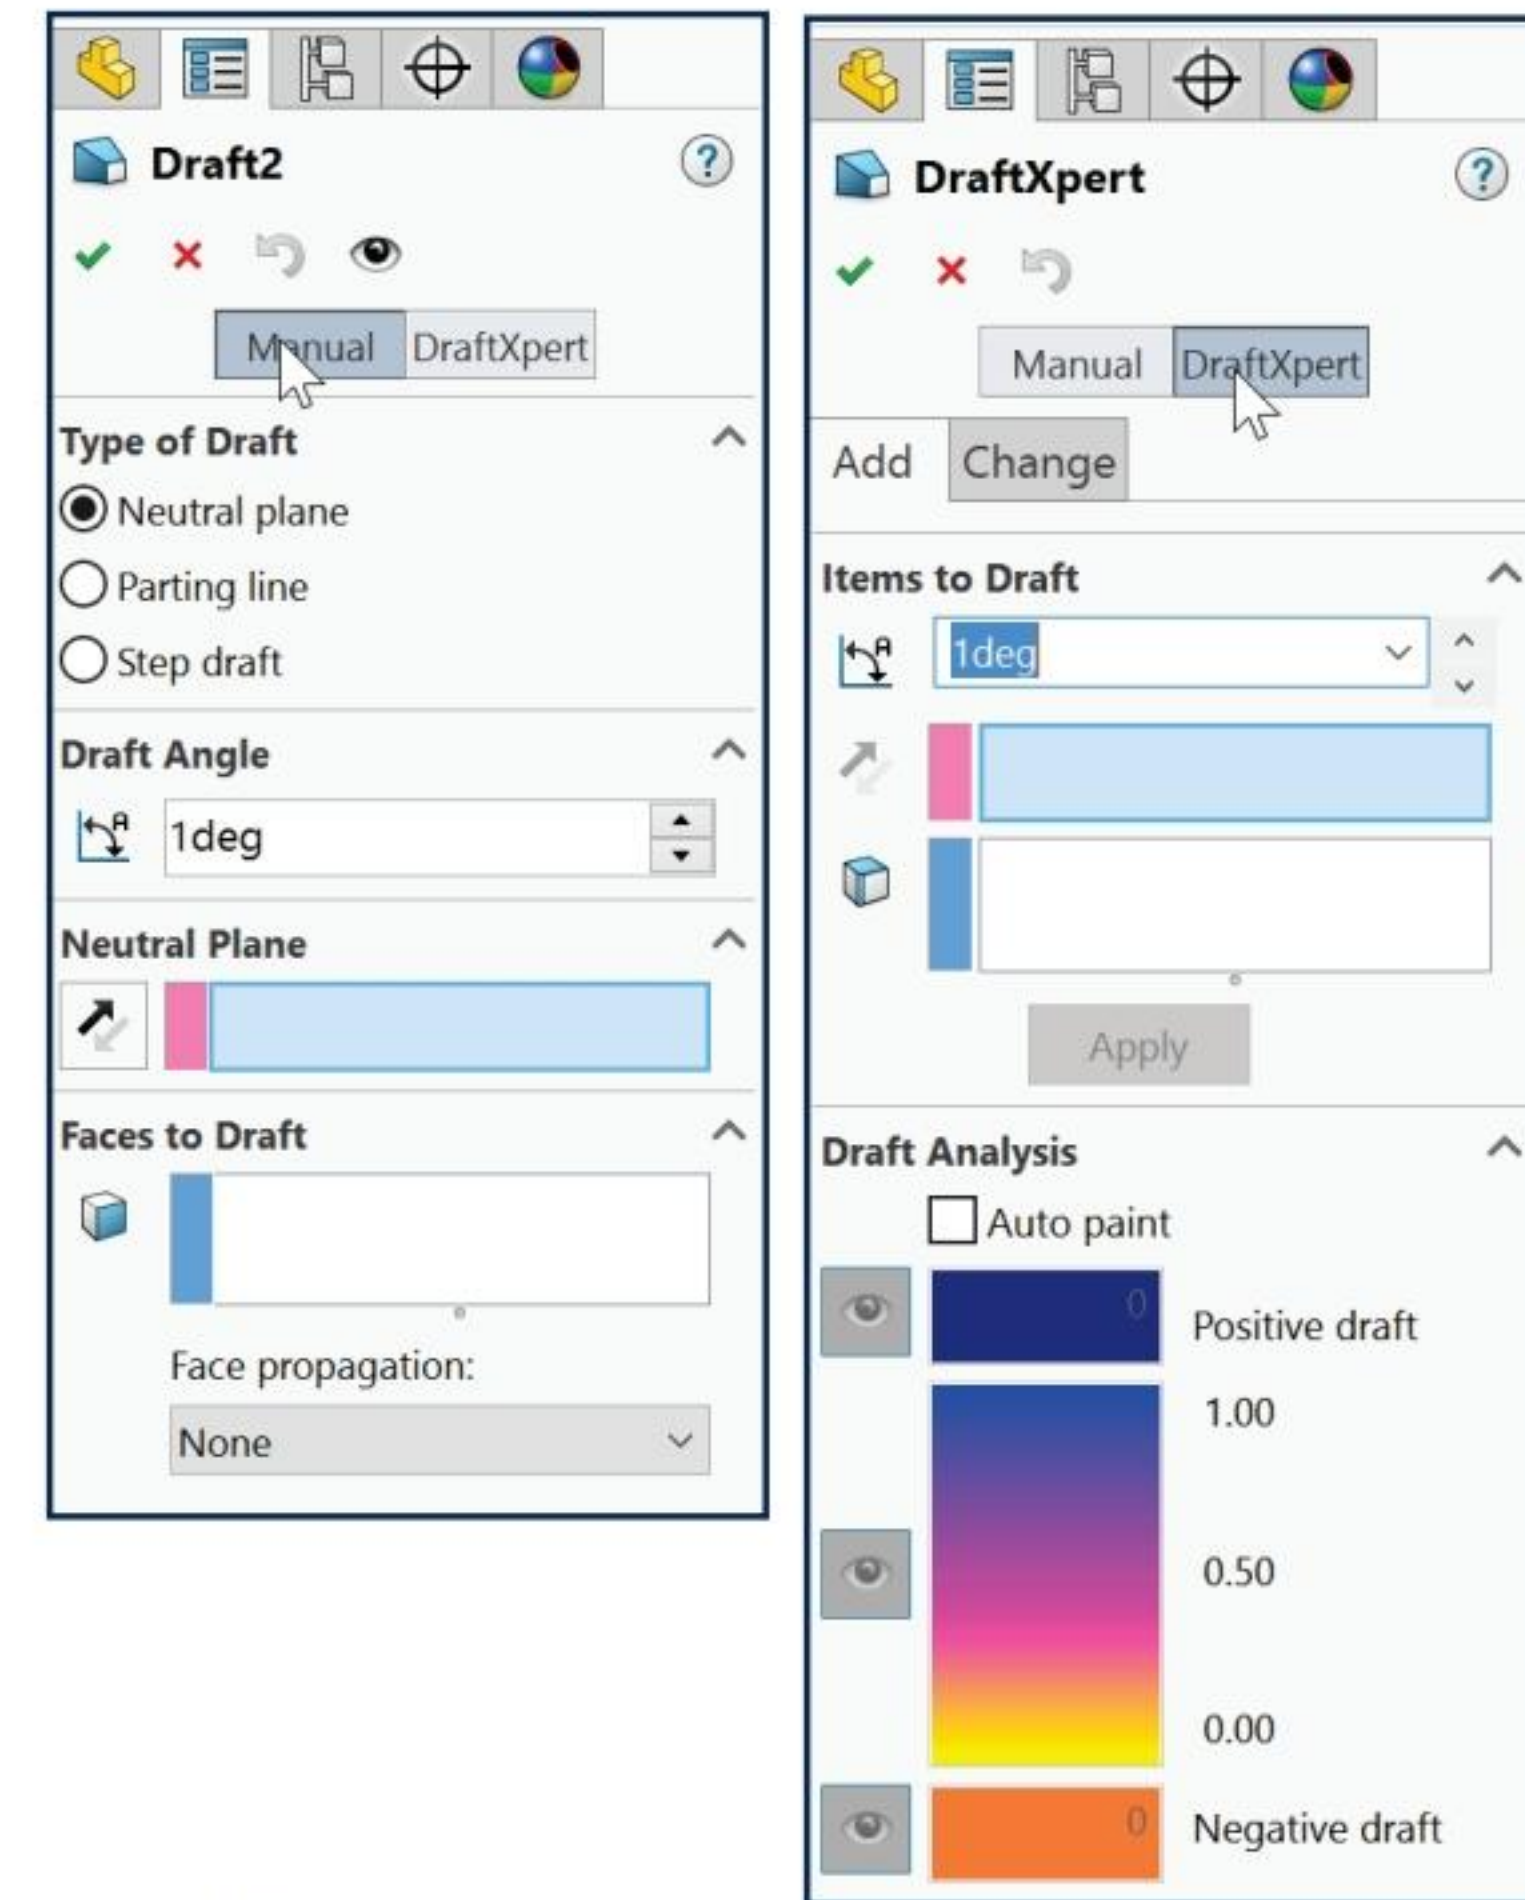 Draft2
?
Manual DraftXpert
Type of Draft
Neutral plane
Parting line
Step draft
Draft Angle
A
1deg
Neutral Plane
Faces to Draft
Face propagation:
None
DraftXpert
?
Manual DraftXpert
Add Change
Items to Draft
A
1deg
Apply
Draft Analysis
Auto paint
0
Positive draft
1.00
0.50
0.00
0
Negative draft